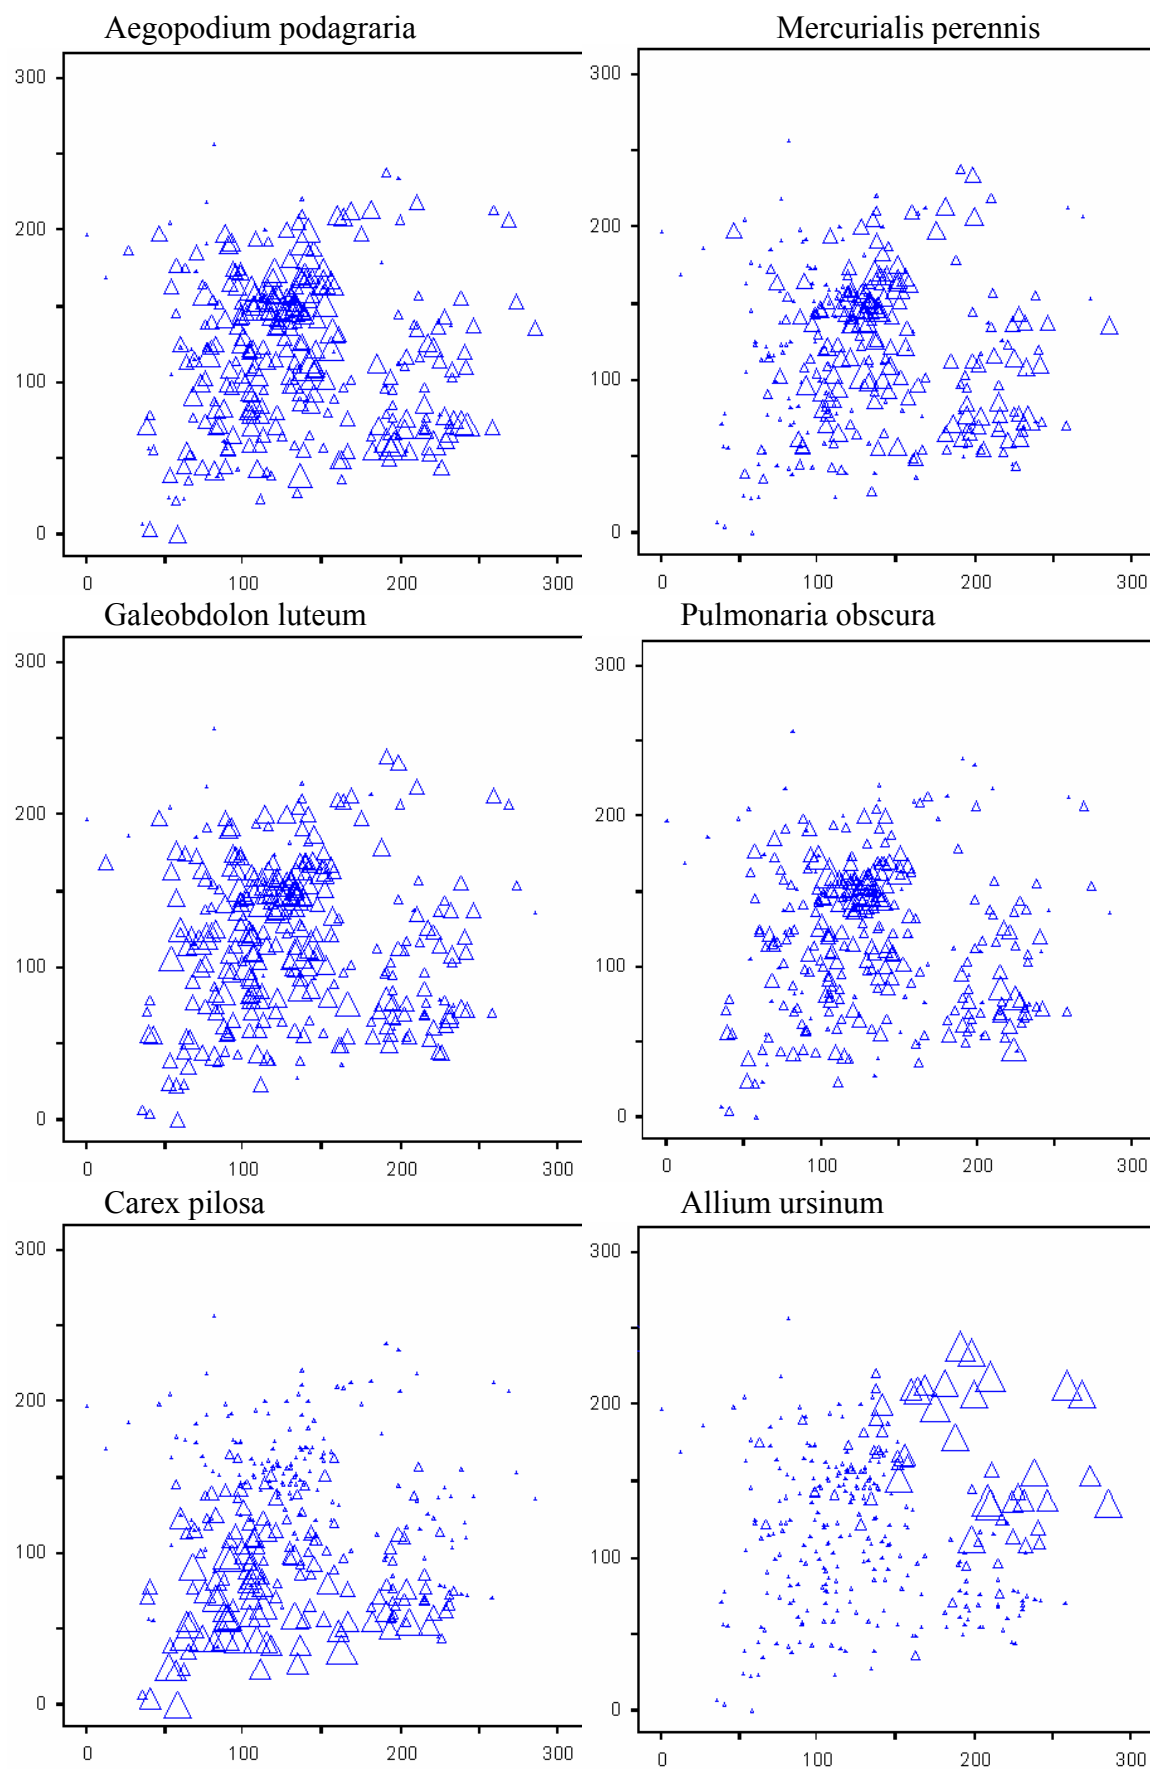 Aegopodium podagraria
Mercurialis perennis
300
200
100
0
0 100 200 300
300
200
100
0
0 100 200 300
Galeobdolon luteum
Pulmonaria obscura
300
200
100
0
0 100 200 300
300
200
100
0
0 100 200 300
Carex pilosa
Allium ursinum
300
200
100
0
0 100 200 300
300
200
100
0
0 100 200 300